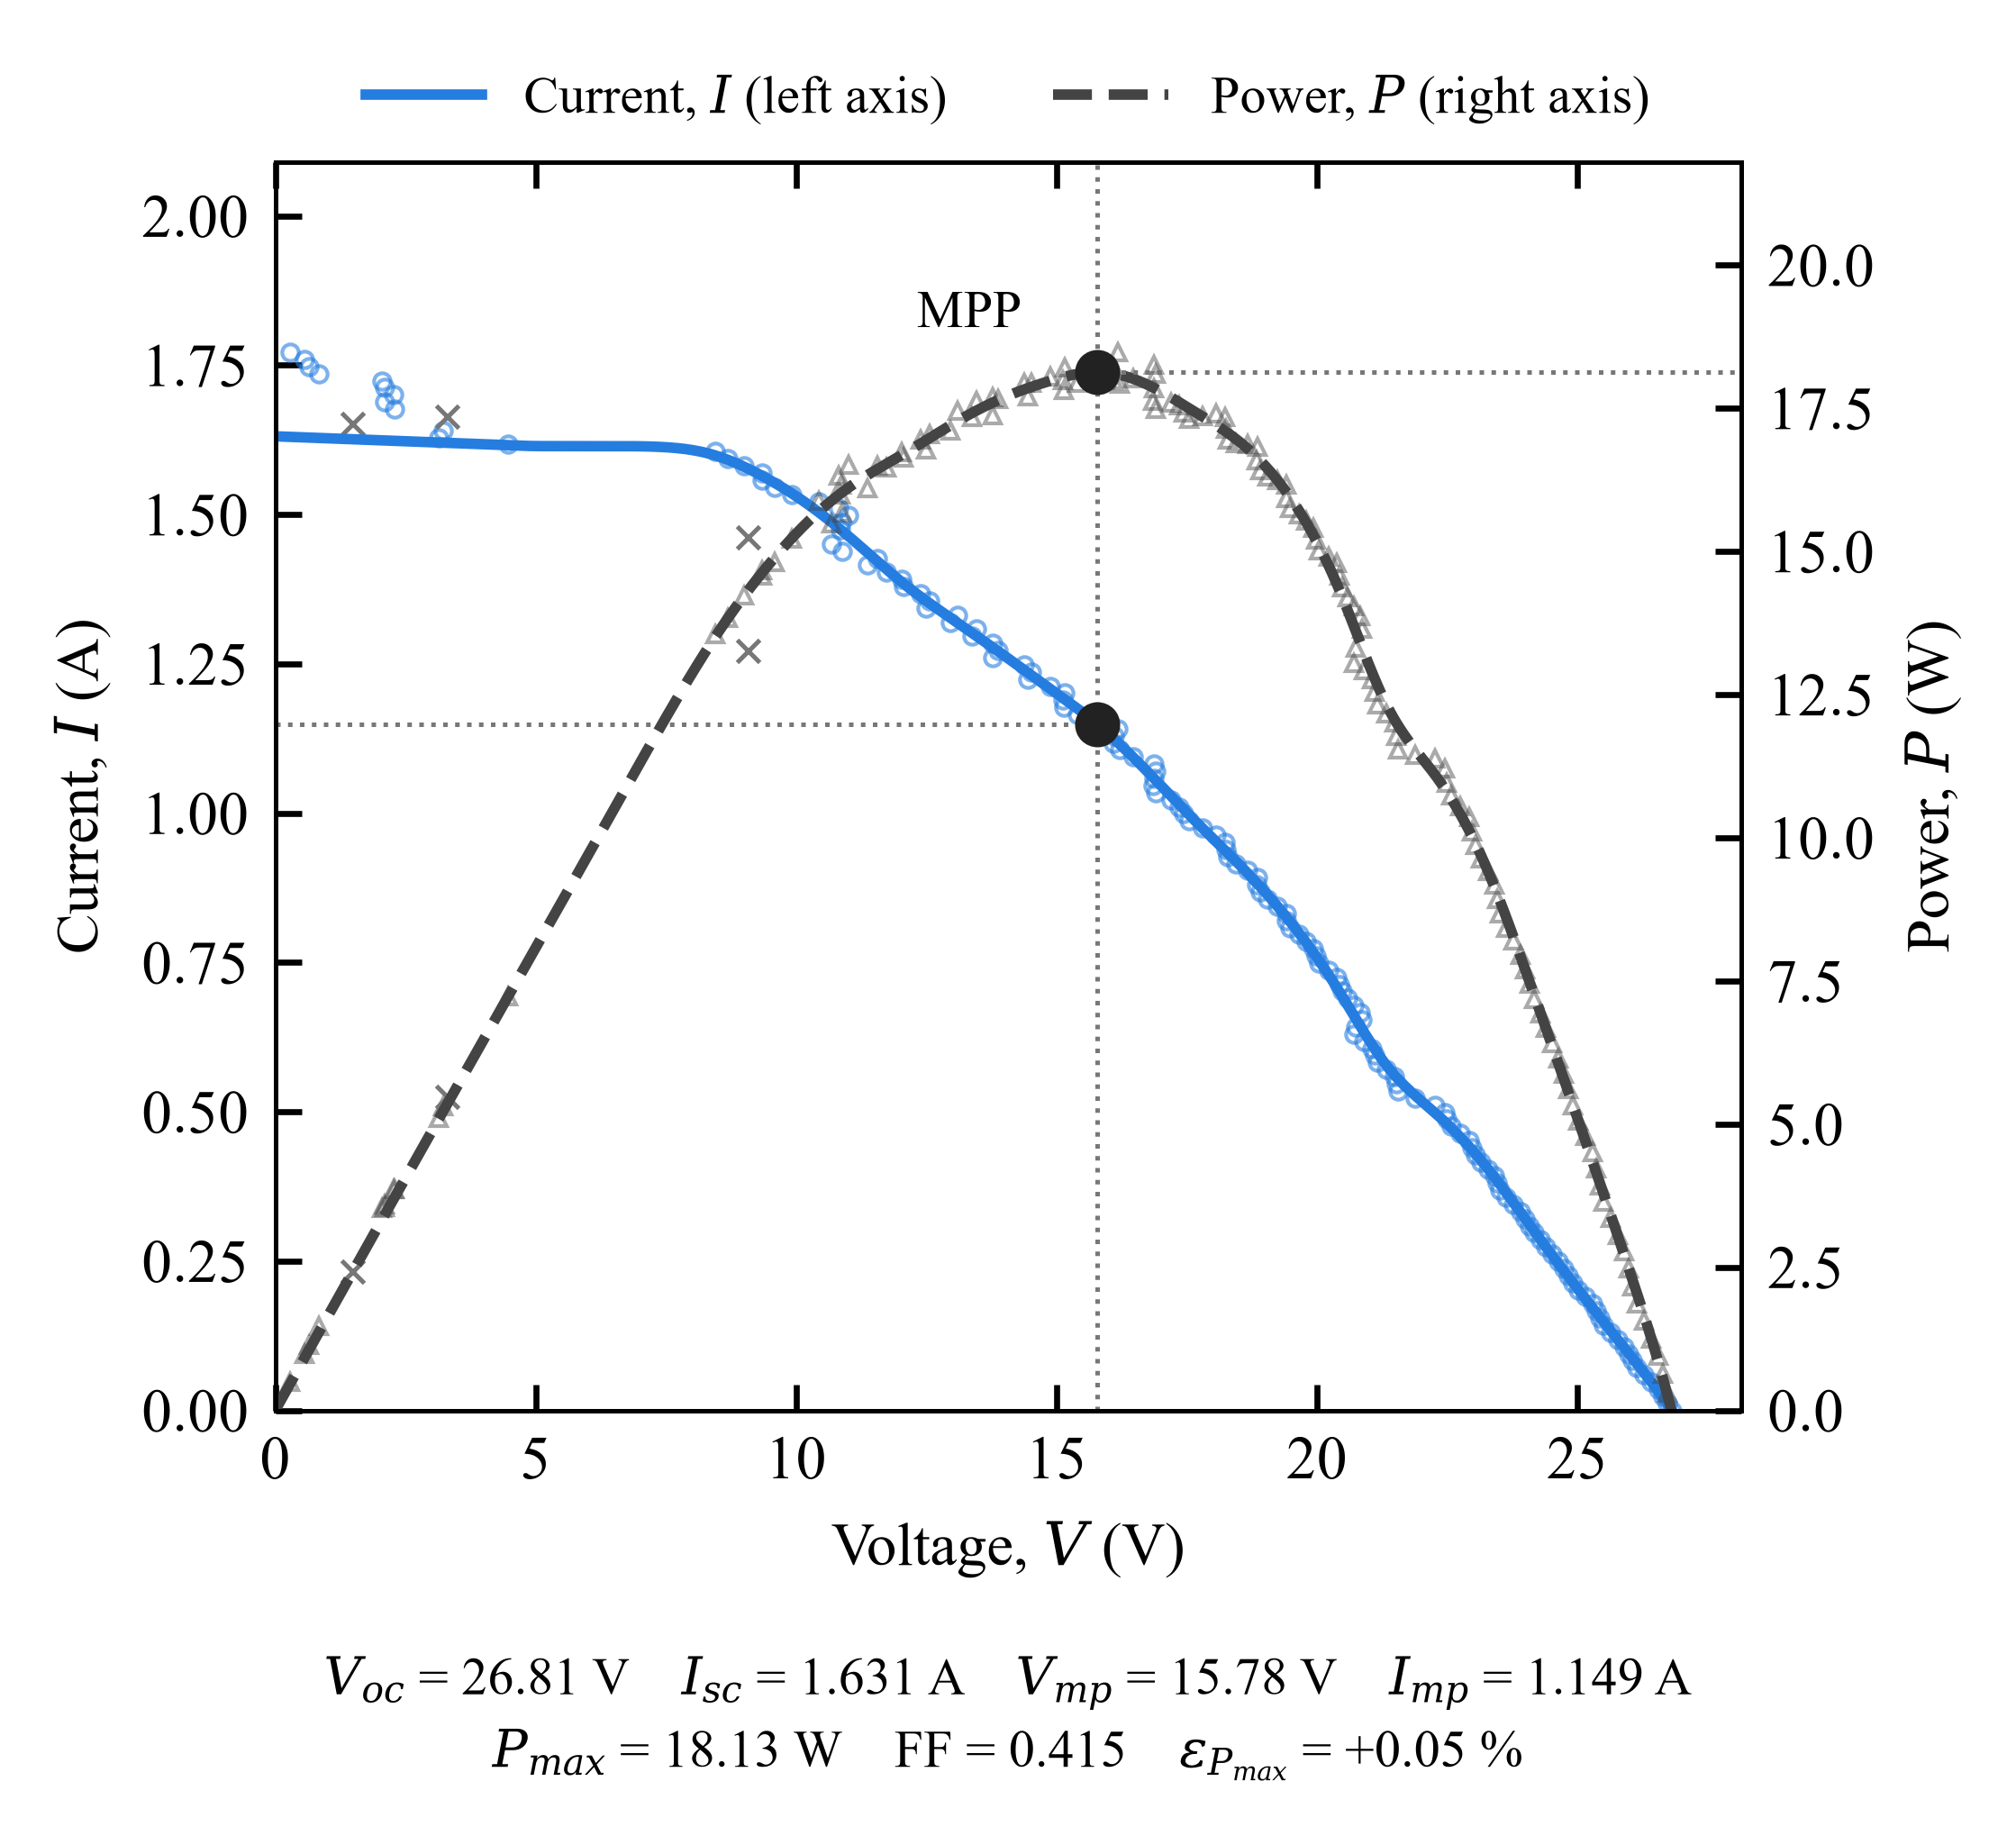 Current, I (left axis) Power, P (right axis)
MPP
2.00
1.75
1.50
1.25
1.00
0.75
0.50
0.25
0.00
Current, I (A)
20.0
17.5
15.0
12.5
10.0
7.5
5.0
2.5
0.0
Power, P (W)
0 5 10 15 20 25
Voltage, V (V)
Voc = 26.81 V Isc = 1.631 A Vmp = 15.78 V Imp = 1.149 A
Pmax = 18.13 W FF = 0.415 εPmax = +0.05 %